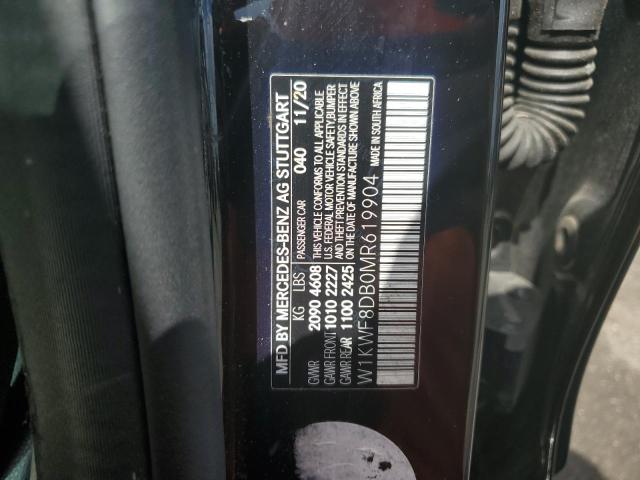 MFD BY MERCEDES-BENZ AG STUTTGART
KG LBS PASSENGER CAR 040 11/20
GVWR 2090 4608 THIS VEHICLE CONFORMS TO ALL APPLICABLE
GAWR FRONT 1010 2227 U.S. FEDERAL MOTOR VEHICLE SAFETY, BUMPER
GAWR REAR 1100 2425 AND THEFT PREVENTION STANDARDS IN EFFECT
ON THE DATE OF MANUFACTURE SHOWN ABOVE
W1KWF8DB0MR619904 MADE IN SOUTH AFRICA